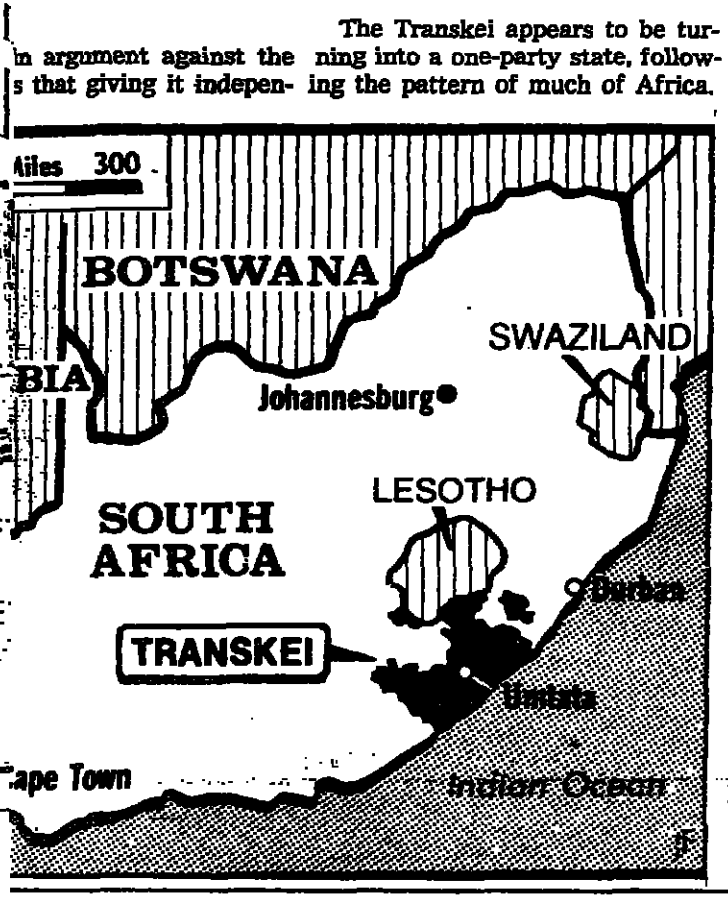 The Transkei appears to be tur-
in argument against the
ning into a one-party state, follow-
s that giving it indepen-
ing the pattern of much of Africa.
Miles 300
BOTSWANA
SWAZILAND
BIA
Johannesburg
LESOTHO
SOUTH
AFRICA
Durban
TRANSKEI
Umtata
ape Town
Indian Ocean